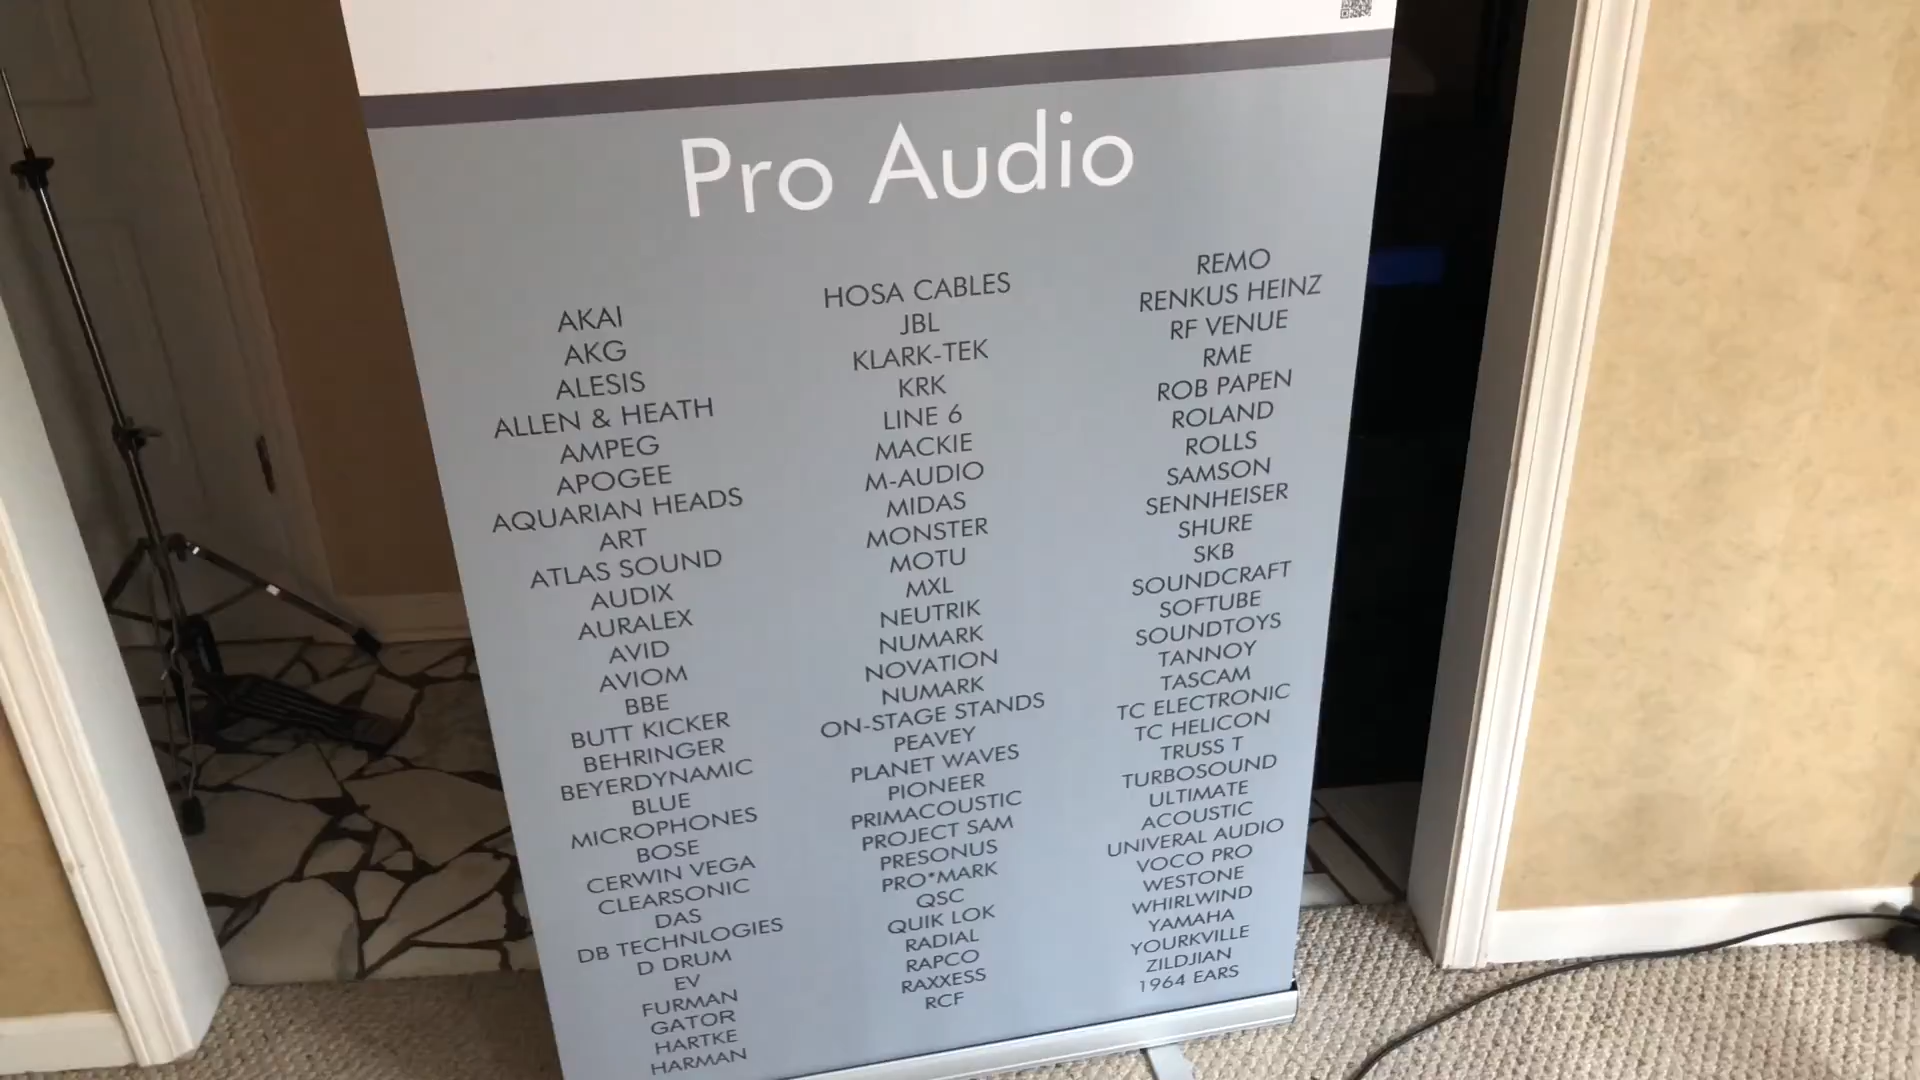 Pro Audio
AKAI
AKG
ALESIS
ALLEN & HEATH
AMPEG
APOGEE
AQUARIAN HEADS
ART
ATLAS SOUND
AUDIX
AURALEX
AVID
AVIOM
BBE
BUTT KICKER
BEHRINGER
BEYERDYNAMIC
BLUE
MICROPHONES
BOSE
CERWIN VEGA
CLEARSONIC
DAS
DB TECHNLOGIES
D DRUM
EV
FURMAN
GATOR
HARTKE
HARMAN
HOSA CABLES
JBL
KLARK-TEK
KRK
LINE 6
MACKIE
M-AUDIO
MIDAS
MONSTER
MOTU
MXL
NEUTRIK
NUMARK
NOVATION
NUMARK
ON-STAGE STANDS
PEAVEY
PLANET WAVES
PIONEER
PRIMACOUSTIC
PROJECT SAM
PRESONUS
PRO*MARK
QSC
QUIK LOK
RADIAL
RAPCO
RAXXESS
RCF
REMO
RENKUS HEINZ
RF VENUE
RME
ROB PAPEN
ROLAND
ROLLS
SAMSON
SENNHEISER
SHURE
SKB
SOUNDCRAFT
SOFTUBE
SOUNDTOYS
TANNOY
TASCAM
TC ELECTRONIC
TC HELICON
TRUSS T
TURBOSOUND
ULTIMATE
ACOUSTIC
UNIVERAL AUDIO
VOCO PRO
WESTONE
WHIRLWIND
YAMAHA
YOURKVILLE
ZILDJIAN
1964 EARS